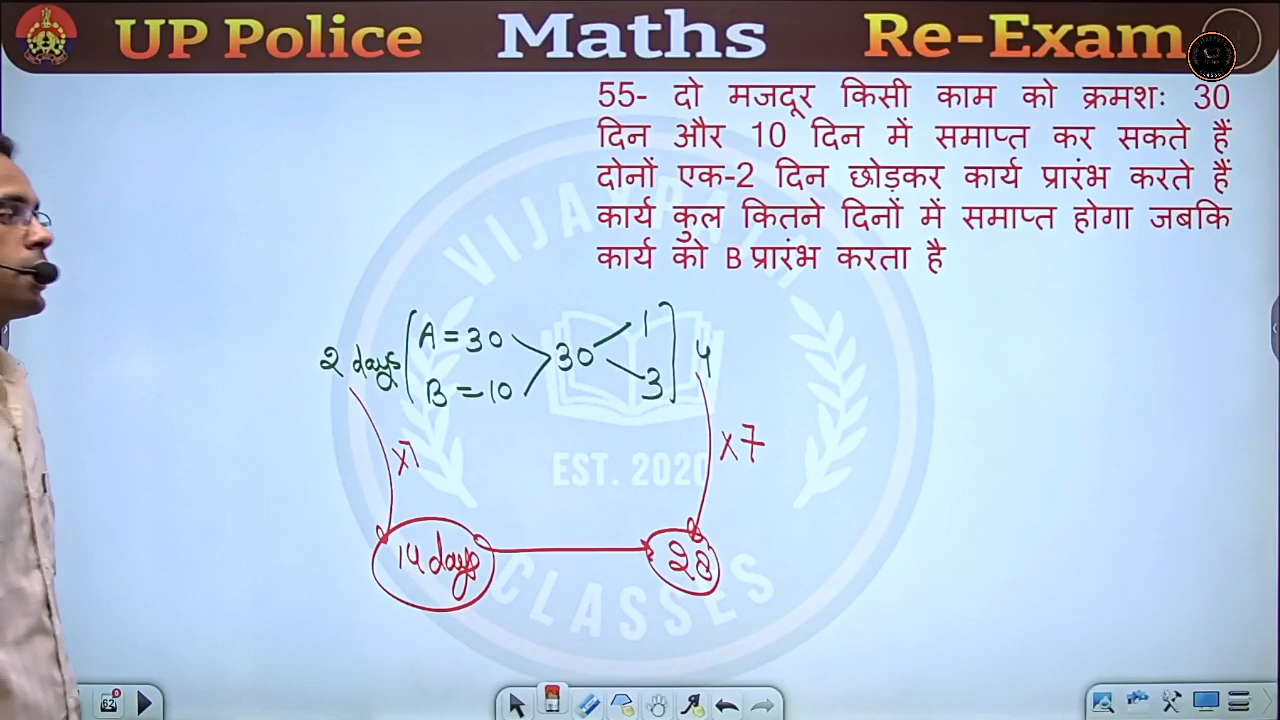 UP Police Maths Re-Exam
55- दो मजदूर किसी काम को क्रमशः 30
दिन और 10 दिन में समाप्त कर सकते हैं
दोनों एक-2 दिन छोड़कर कार्य प्रारंभ करते हैं
कार्य कुल कितने दिनों में समाप्त होगा जबकि
कार्य को B प्रारंभ करता है
VIJAYPATH
A = 30 1
2 days 30 4
B = 10 3
x7 x7
EST. 2020
14 days 28
CLASSES
62